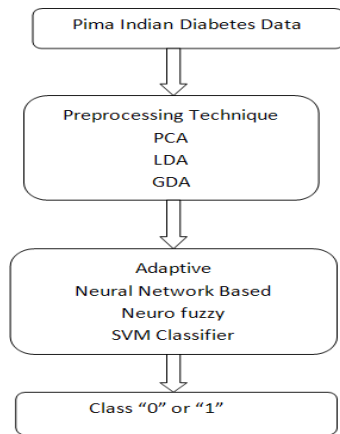 Pima Indian Diabetes Data
Preprocessing Technique
PCA
LDA
GDA
Adaptive
Neural Network Based
Neuro fuzzy
SVM Classifier
Class “0” or “1”